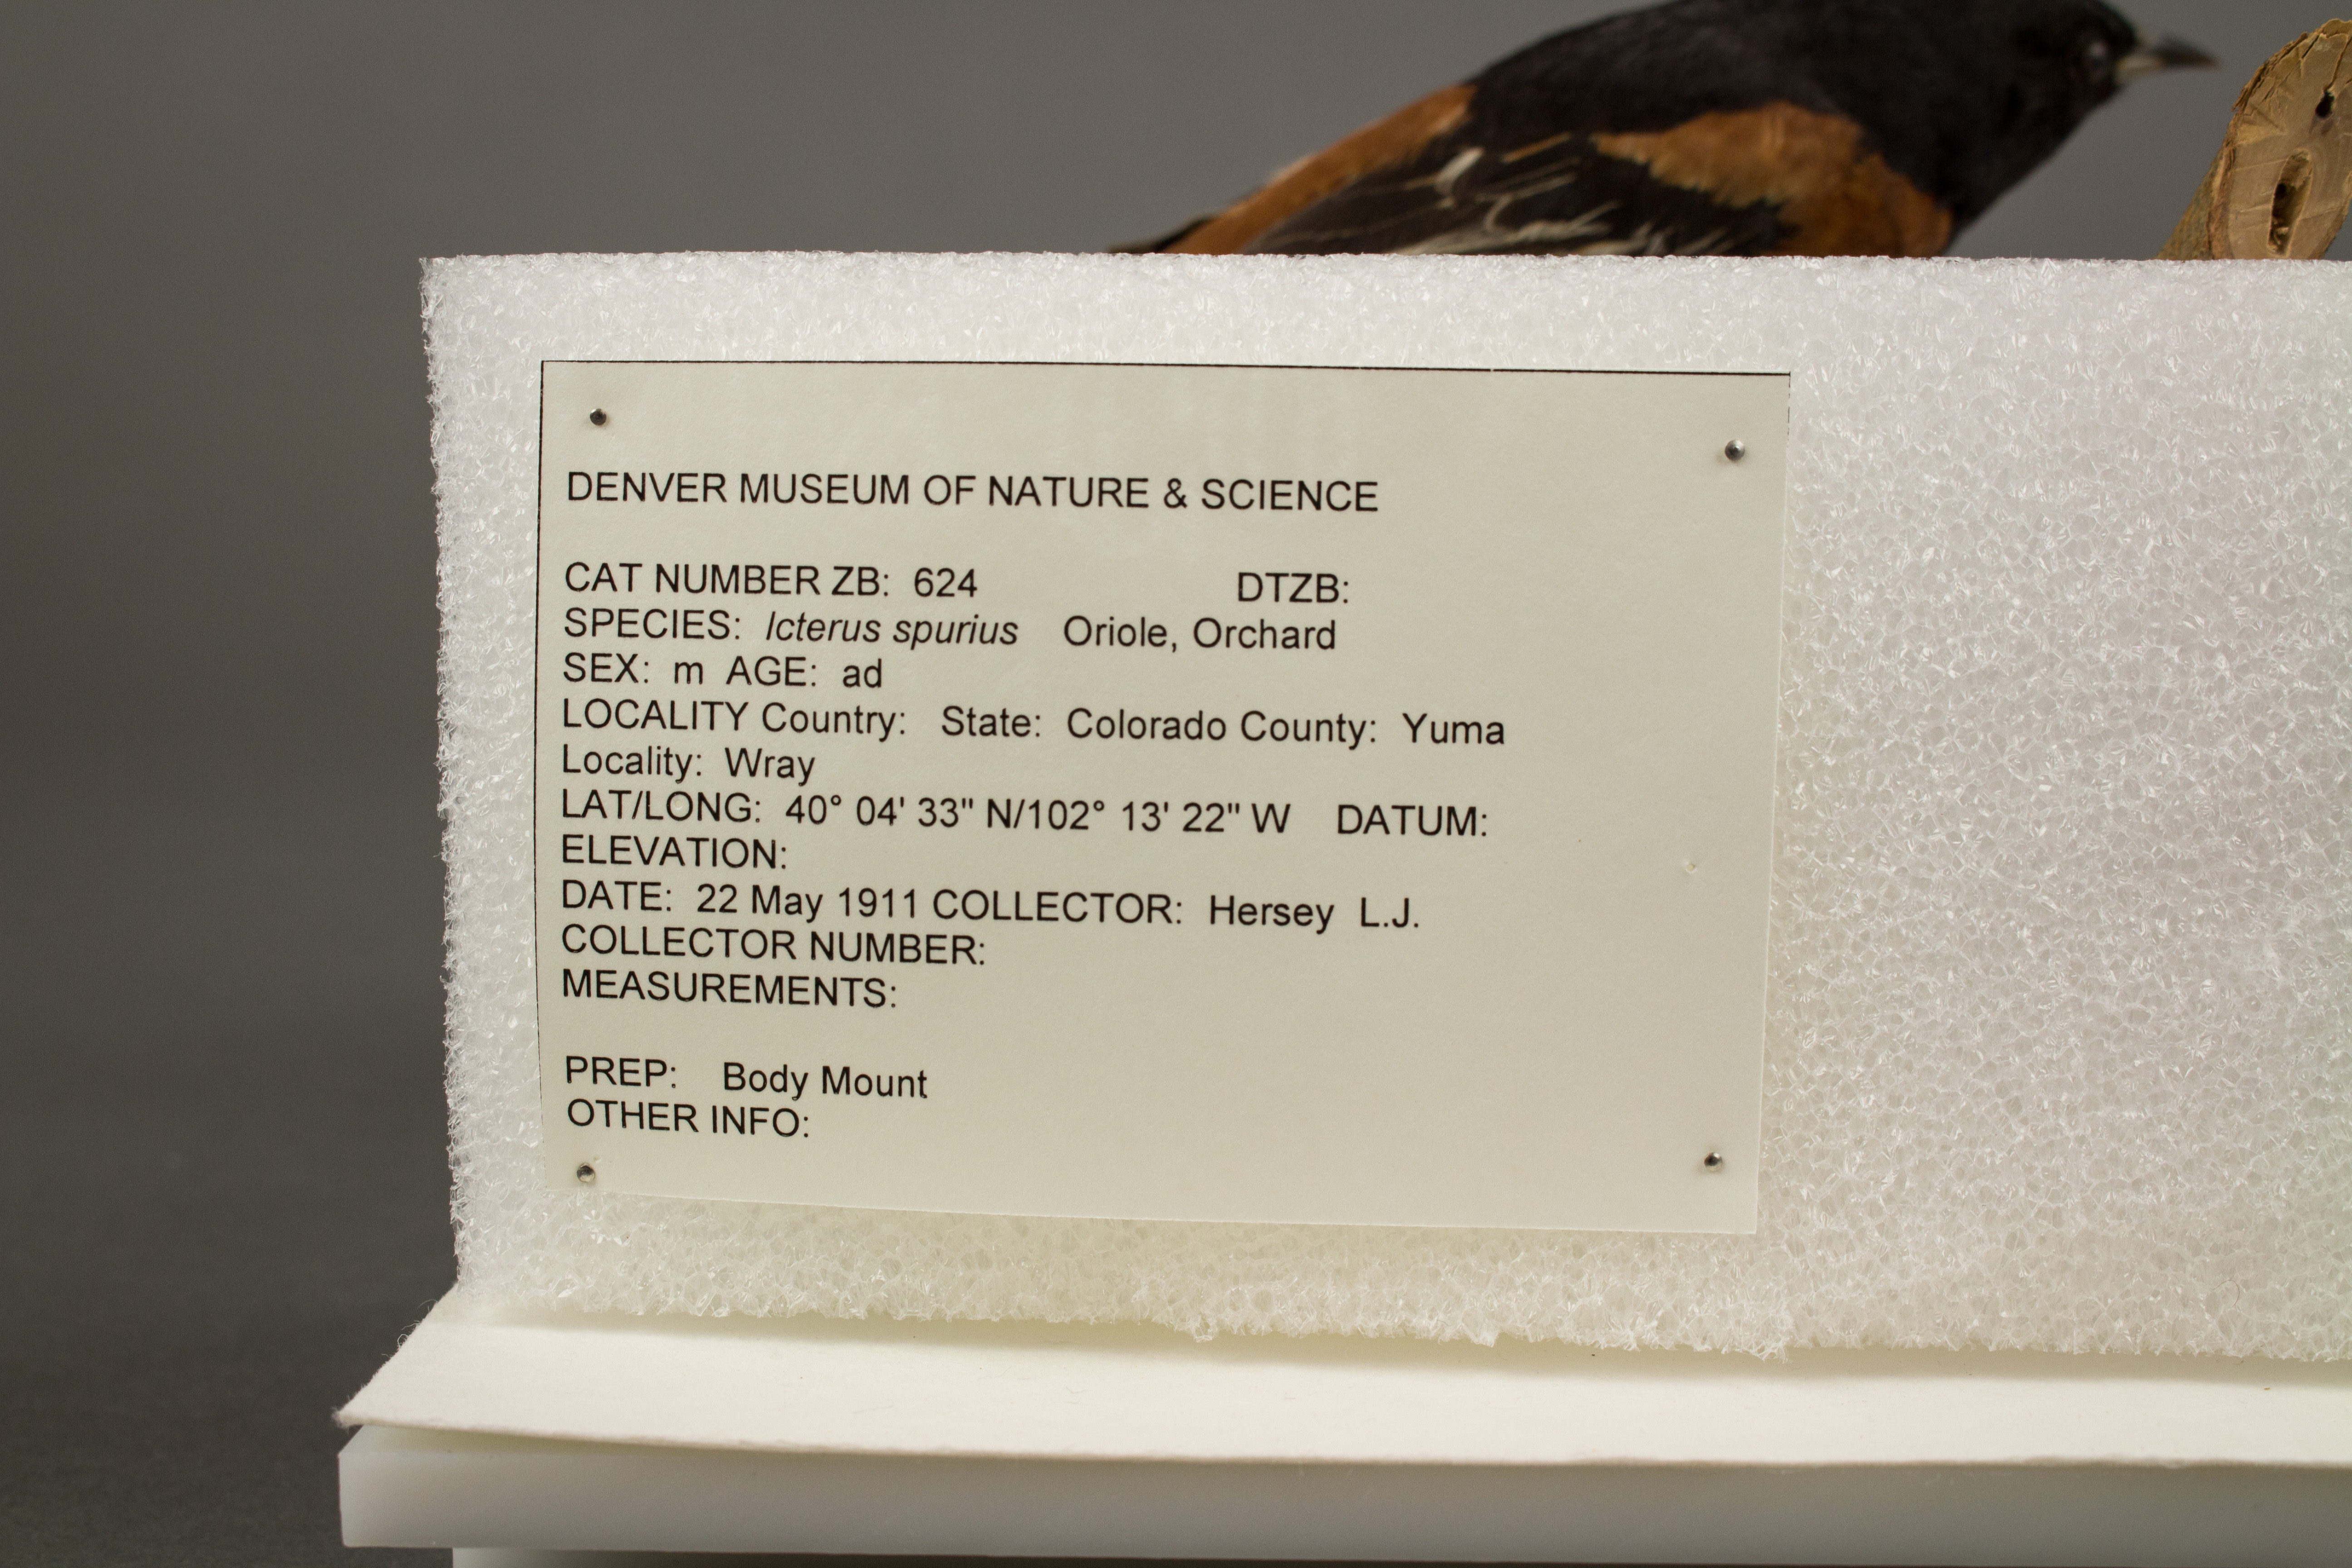 DENVER MUSEUM OF NATURE & SCIENCE
CAT NUMBER ZB: 624 DTZB:
SPECIES: Icterus spurius Oriole, Orchard
SEX: m AGE: ad
LOCALITY Country: State: Colorado County: Yuma
Locality: Wray
LAT/LONG: 40° 04' 33" N/102° 13' 22" W DATUM:
ELEVATION:
DATE: 22 May 1911 COLLECTOR: Hersey L.J.
COLLECTOR NUMBER:
MEASUREMENTS:
PREP: Body Mount
OTHER INFO: